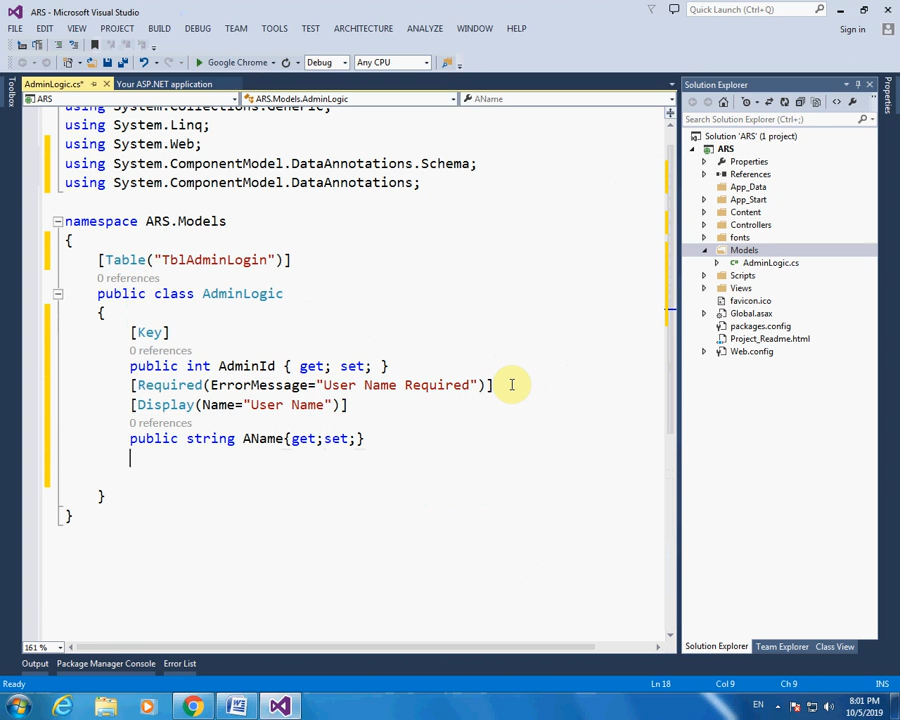 ARS - Microsoft Visual Studio
Quick Launch (Ctrl+Q)
FILE EDIT VIEW PROJECT BUILD DEBUG TEAM TOOLS TEST ARCHITECTURE ANALYZE WINDOW HELP
Sign in
Google Chrome Debug Any CPU
Toolbox
AdminLogic.cs* Your ASP.NET application
ARS ARS.Models.AdminLogic AName
using System.Collections.Generic;
using System.Linq;
using System.Web;
using System.ComponentModel.DataAnnotations.Schema;
using System.ComponentModel.DataAnnotations;
namespace ARS.Models
{
[Table("TblAdminLogin")]
0 references
public class AdminLogic
{
[Key]
0 references
public int AdminId { get; set; }
[Required(ErrorMessage="User Name Required")]
[Display(Name="User Name")]
0 references
public string AName{get;set;}
}
}
161 %
Solution Explorer
Search Solution Explorer (Ctrl+;)
Solution 'ARS' (1 project)
ARS
Properties
References
App_Data
App_Start
Content
Controllers
fonts
Models
AdminLogic.cs
Scripts
Views
favicon.ico
Global.asax
packages.config
Project_Readme.html
Web.config
Solution Explorer Team Explorer Class View
Properties
Output Package Manager Console Error List
Ready Ln 18 Col 9 Ch 9 INS
EN
8:01 PM
10/5/2019